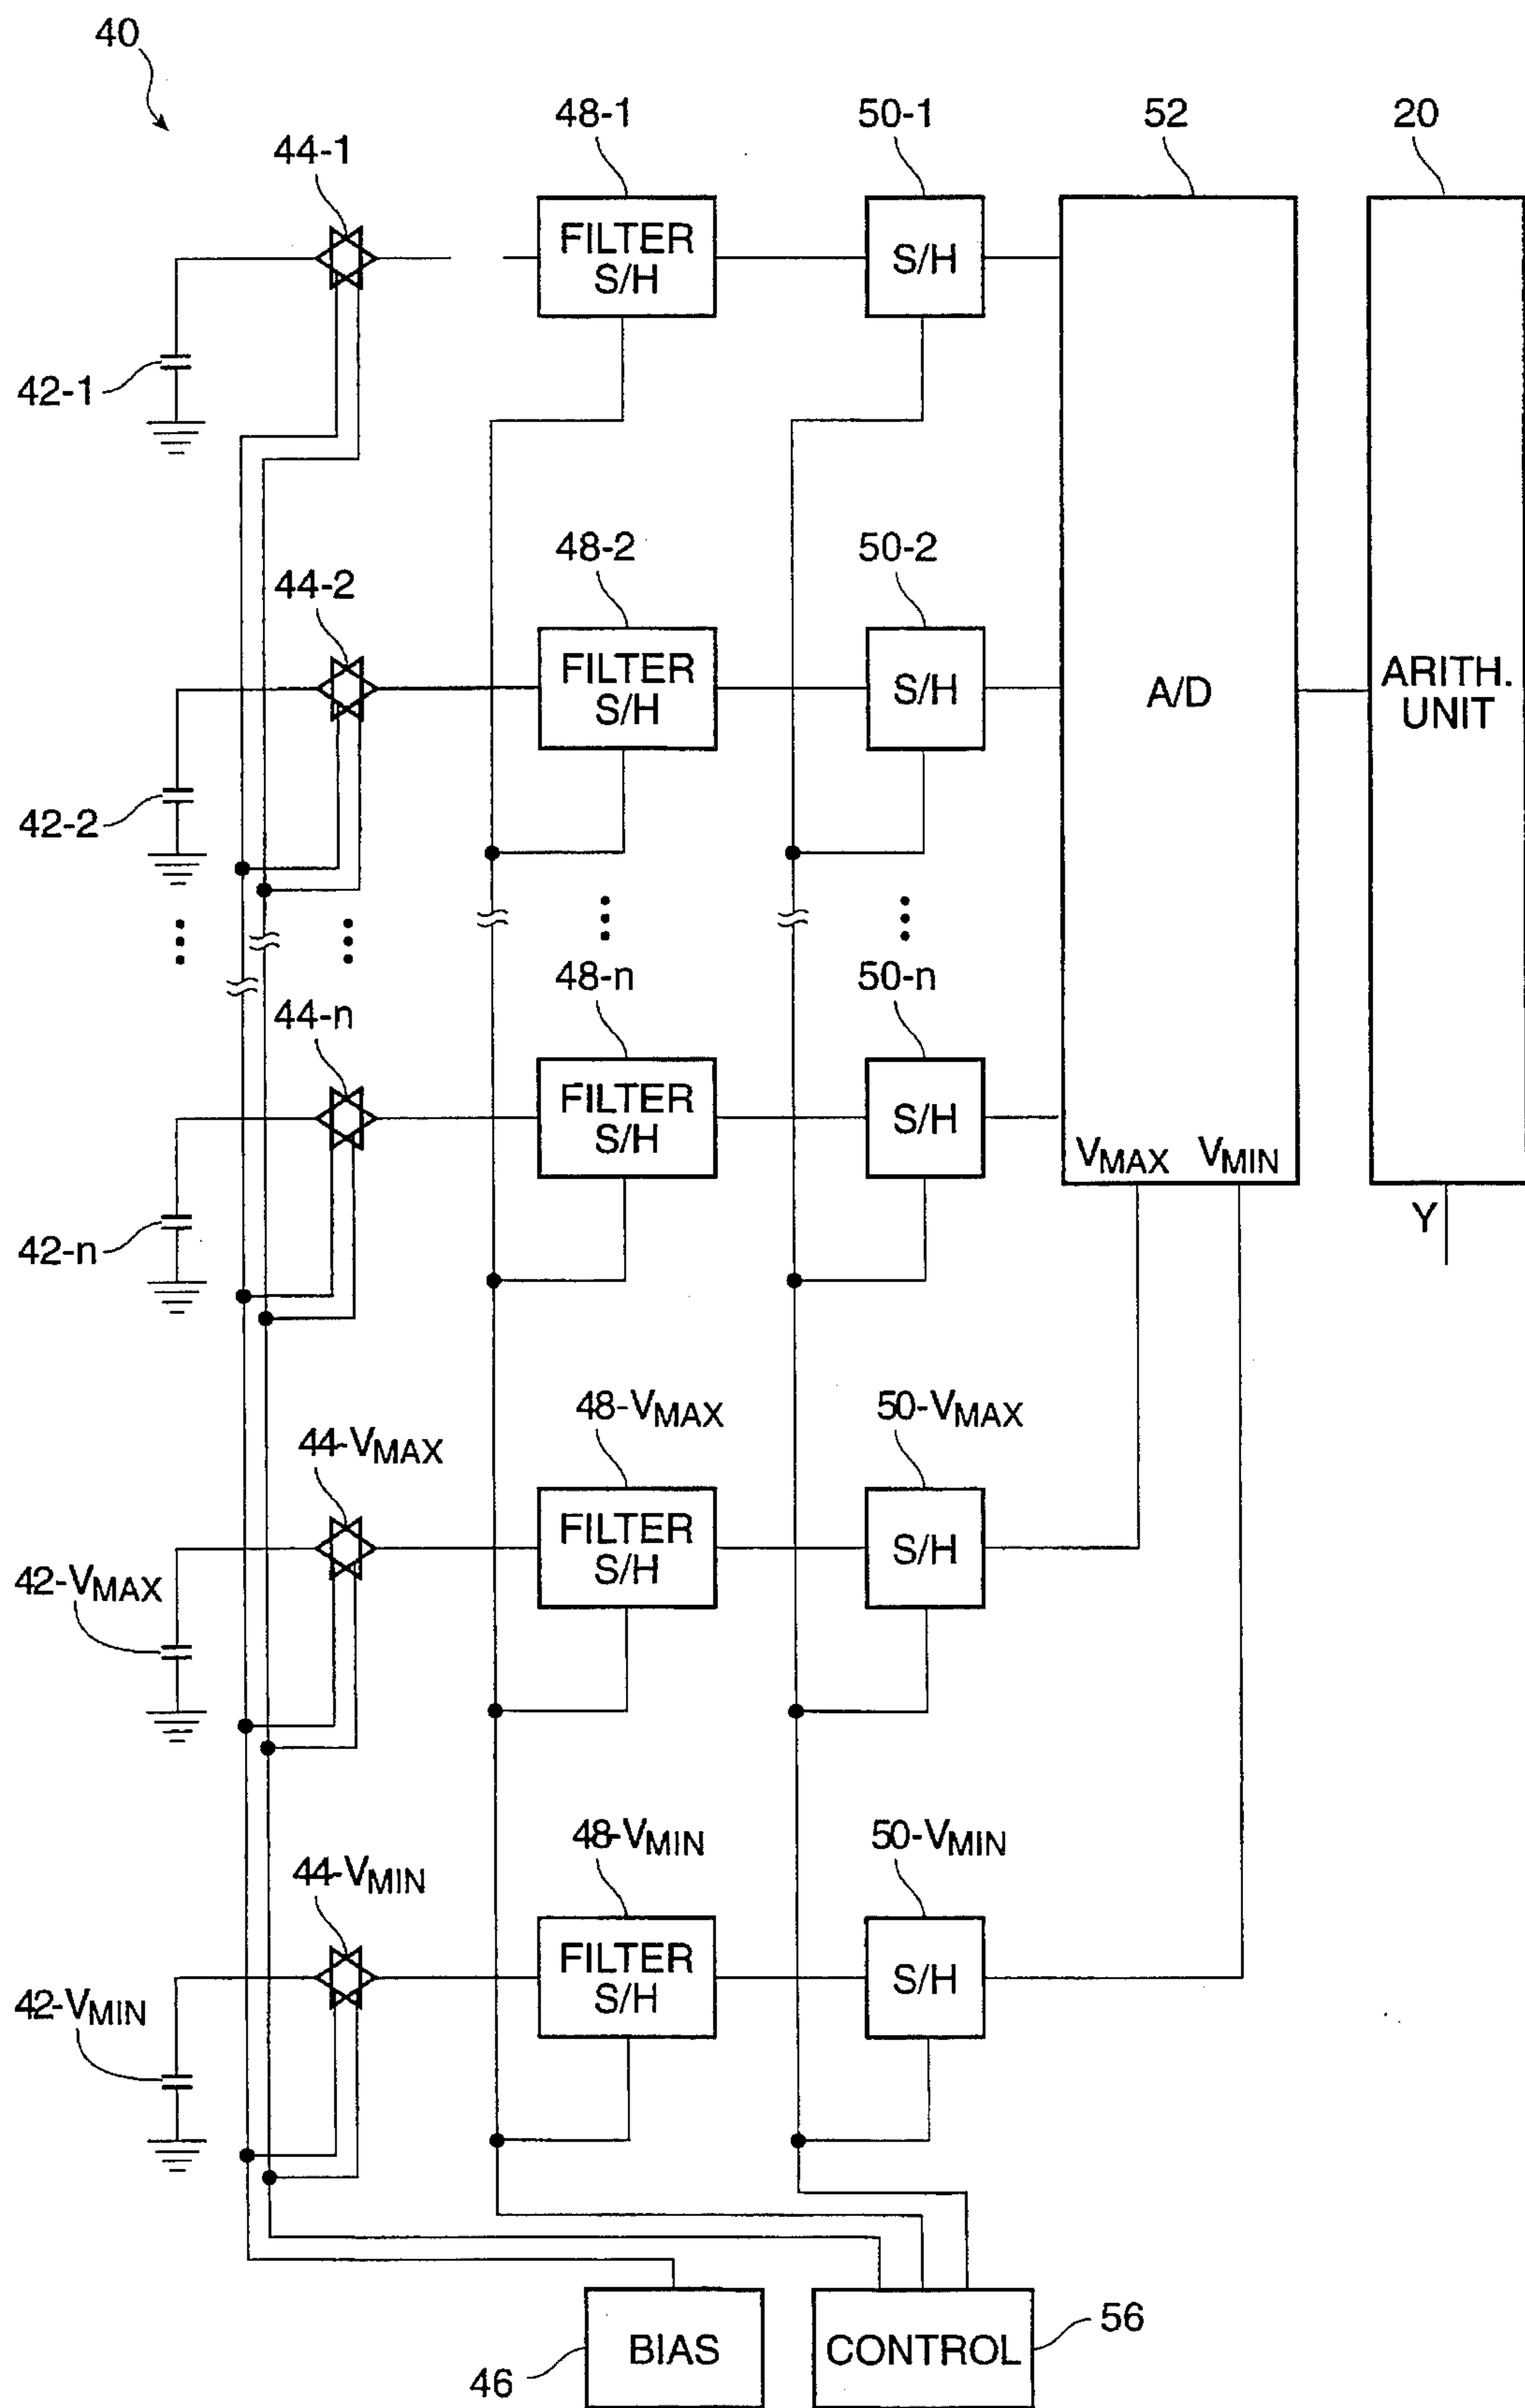 40
48-1
50-1
52
20
44-1
FILTER
S/H
S/H
42-1
48-2
50-2
44-2
FILTER
S/H
S/H
A/D
ARITH.
UNIT
42-2
48-n
50-n
44-n
FILTER
S/H
S/H
VMAX VMIN
Y
42-n
48-VMAX
50-VMAX
44-VMAX
FILTER
S/H
S/H
42-VMAX
48-VMIN
50-VMIN
44-VMIN
FILTER
S/H
S/H
42-VMIN
BIAS
CONTROL
56
46